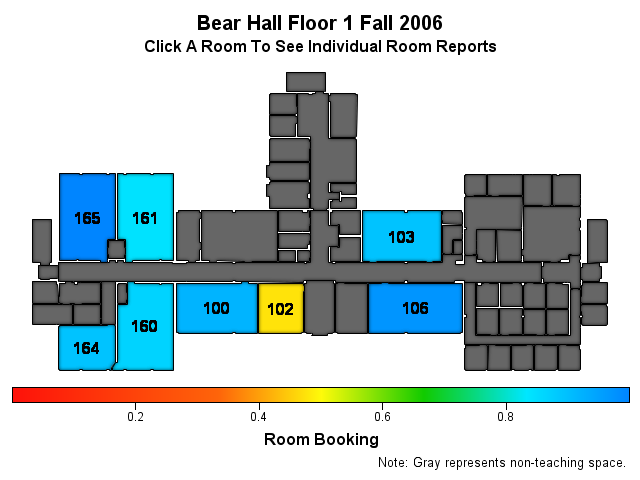 Bear Hall Floor 1 Fall 2006
Click A Room To See Individual Room Reports
165
161
103
100
102
106
160
164
0.2 0.4 0.6 0.8
Room Booking
Note: Gray represents non-teaching space.